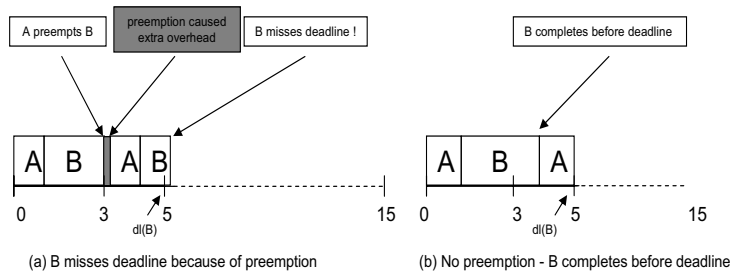 A preempts B
preemption caused
extra overhead
B misses deadline !
B completes before deadline
A B A B
A B A
0 3 5 15
dl(B)
0 3 5 15
dl(B)
(a) B misses deadline because of preemption
(b) No preemption - B completes before deadline